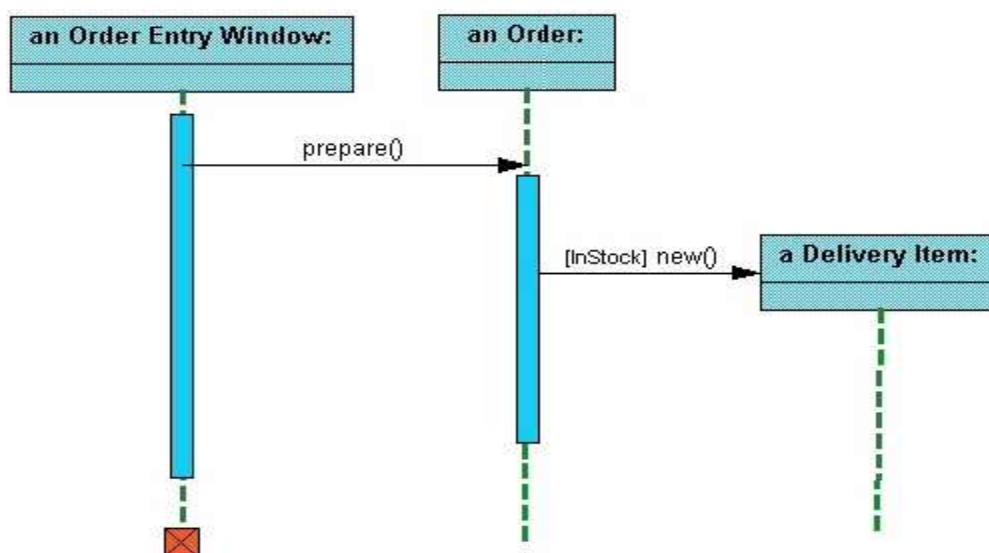 an Order Entry Window:
an Order:
prepare()
[InStock] new()
a Delivery Item: